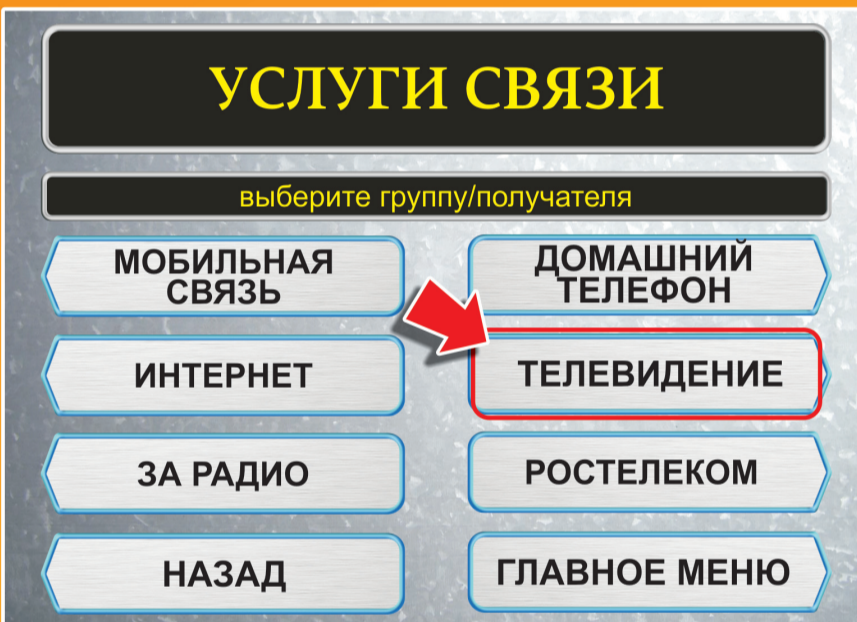 УСЛУГИ СВЯЗИ
выберите группу/получателя
МОБИЛЬНАЯ
СВЯЗЬ
ДОМАШНИЙ
ТЕЛЕФОН
ИНТЕРНЕТ
ТЕЛЕВИДЕНИЕ
ЗА РАДИО
РОСТЕЛЕКОМ
НАЗАД
ГЛАВНОЕ МЕНЮ